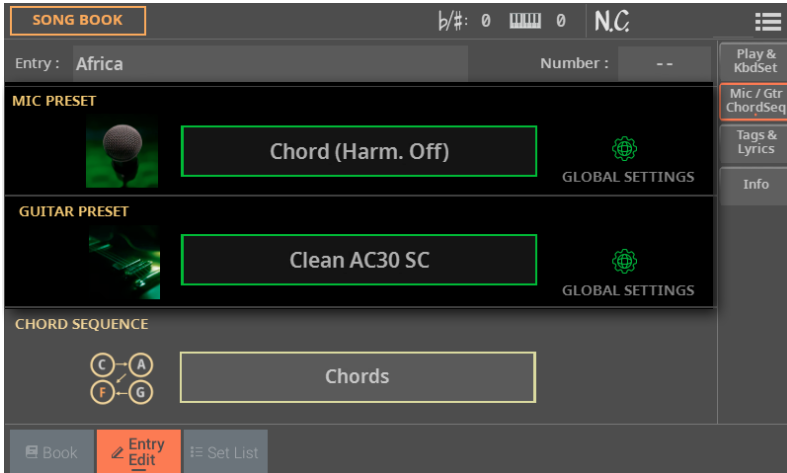 SONG BOOK
♭/♯: 0 0 N.C.
Entry : Africa Number : --
Play & KbdSet
MIC PRESET
Mic / Gtr ChordSeq
Chord (Harm. Off)
Tags & Lyrics
GLOBAL SETTINGS
Info
GUITAR PRESET
Clean AC30 SC
GLOBAL SETTINGS
CHORD SEQUENCE
C A
F G
Chords
Book
Entry Edit
Set List